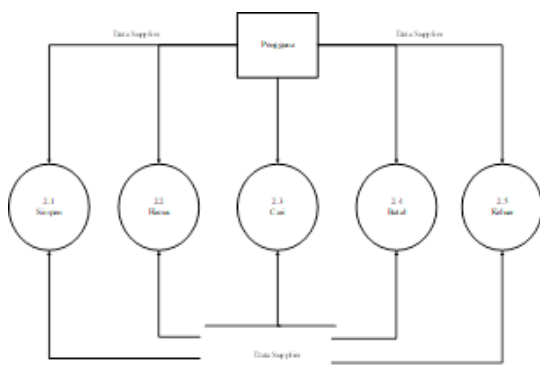 Data Supplier
Pengguna
Data Supplier
2.1
Simpan
2.2
Hapus
2.3
Cari
2.4
Batal
2.5
Keluar
Data Supplier